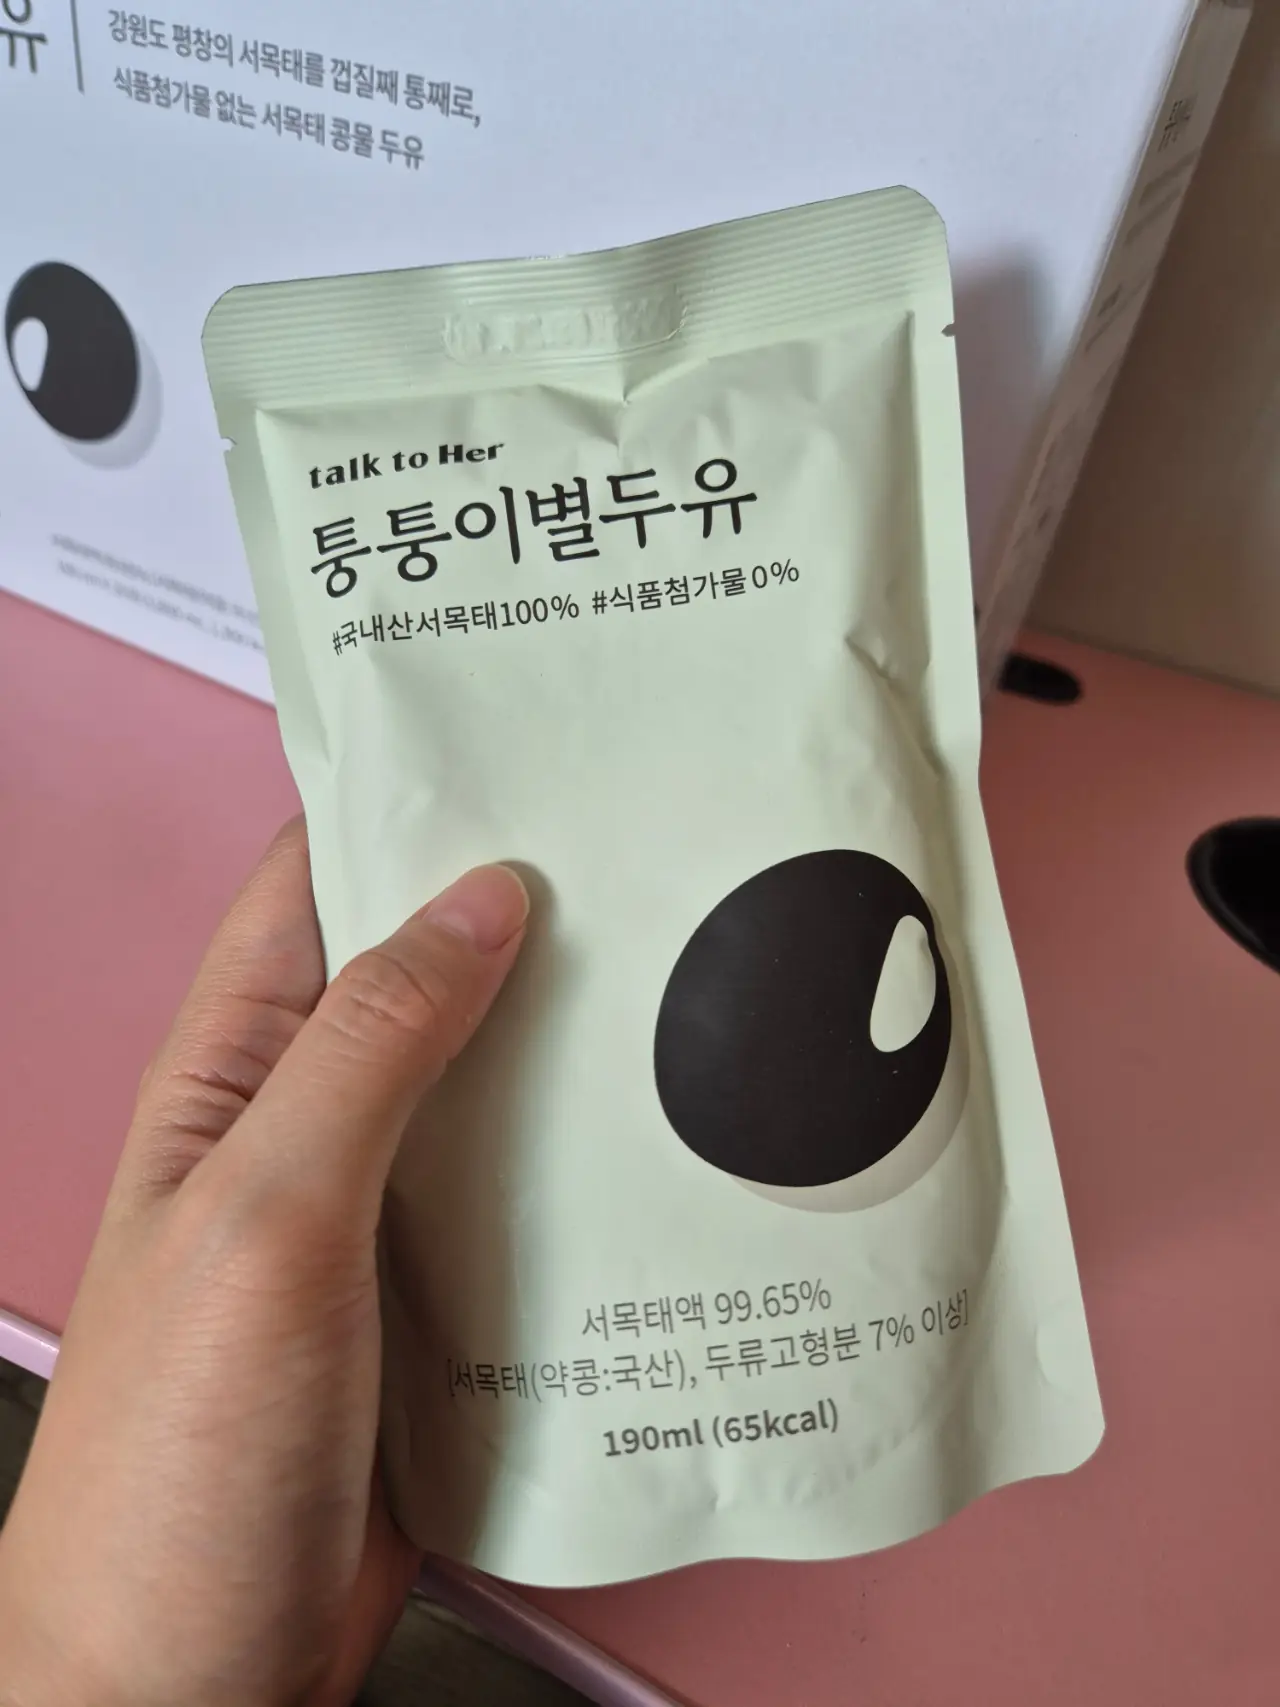 유
강원도 평창의 서목태를 껍질째 통째로,
식품첨가물 없는 서목태 콩물 두유
talk to Her
퉁퉁이별두유
#국내산서목태100% #식품첨가물0%
서목태액 99.65%
[서목태(약콩:국산), 두류고형분 7% 이상]
190ml (65kcal)